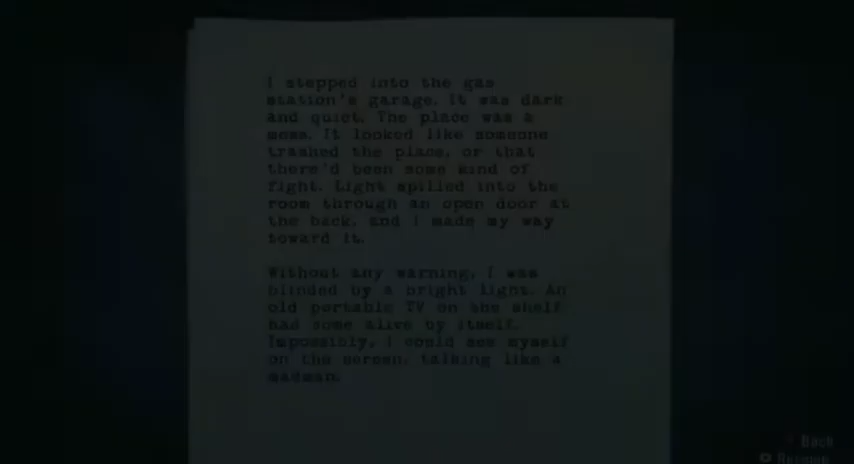 I stepped into the gas
station's garage. It was dark
and quiet. The place was a
mess. It looked like someone
trashed the place, or that
there'd been some kind of
fight. Light spilled into the
room through an open door at
the back, and I made my way
toward it.
Without any warning, I was
blinded by a bright light. An
old portable TV on the shelf
had come alive by itself.
Impossibly, I could see myself
on the screen, talking like a
madman.
Back